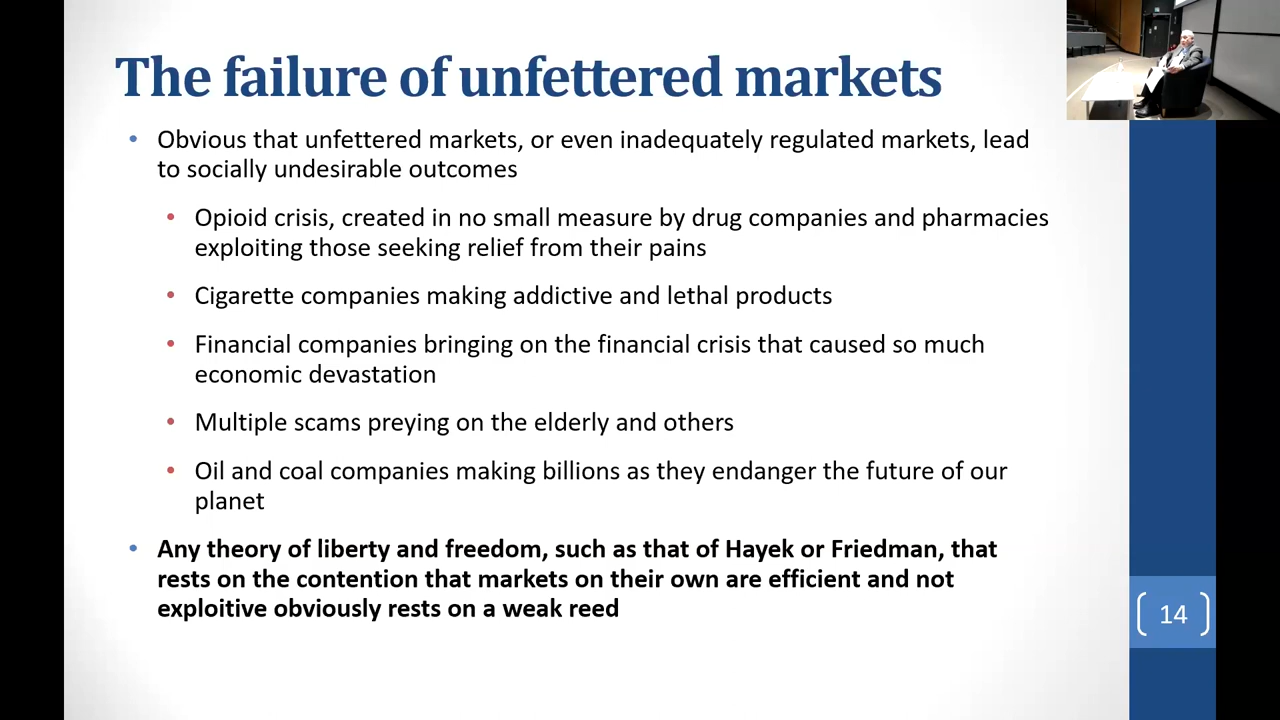 The failure of unfettered markets
• Obvious that unfettered markets, or even inadequately regulated markets, lead
to socially undesirable outcomes
• Opioid crisis, created in no small measure by drug companies and pharmacies
exploiting those seeking relief from their pains
• Cigarette companies making addictive and lethal products
• Financial companies bringing on the financial crisis that caused so much
economic devastation
• Multiple scams preying on the elderly and others
• Oil and coal companies making billions as they endanger the future of our
planet
• Any theory of liberty and freedom, such as that of Hayek or Friedman, that
rests on the contention that markets on their own are efficient and not
exploitive obviously rests on a weak reed
14